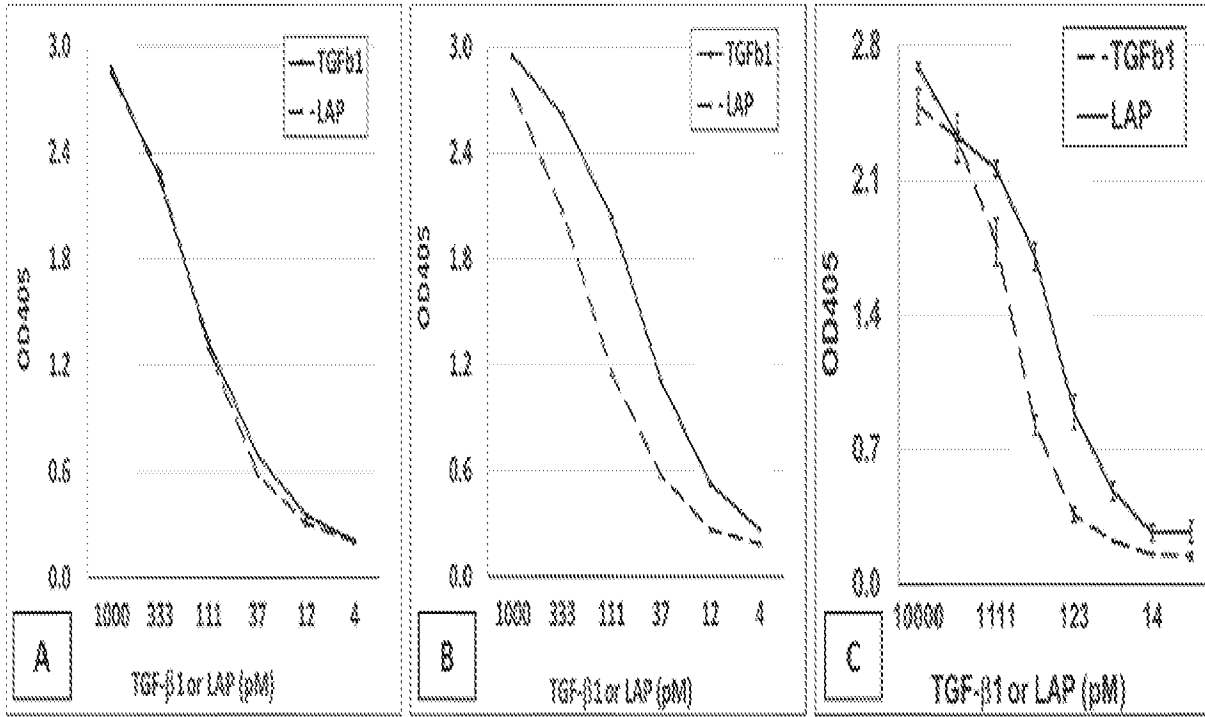 3.0
2.4
1.8
1.2
0.6
0.0
OD405
TGFb1
LAP
1000 333 111 37 12 4
A
TGF-β1 or LAP (pM)
3.0
2.4
1.8
1.2
0.6
0.0
OD405
TGFb1
LAP
1000 333 111 37 12 4
B
TGF-β1 or LAP (pM)
2.8
2.1
1.4
0.7
0.0
OD405
TGFb1
LAP
1111 123 14
C
TGF-β1 or LAP (pM)